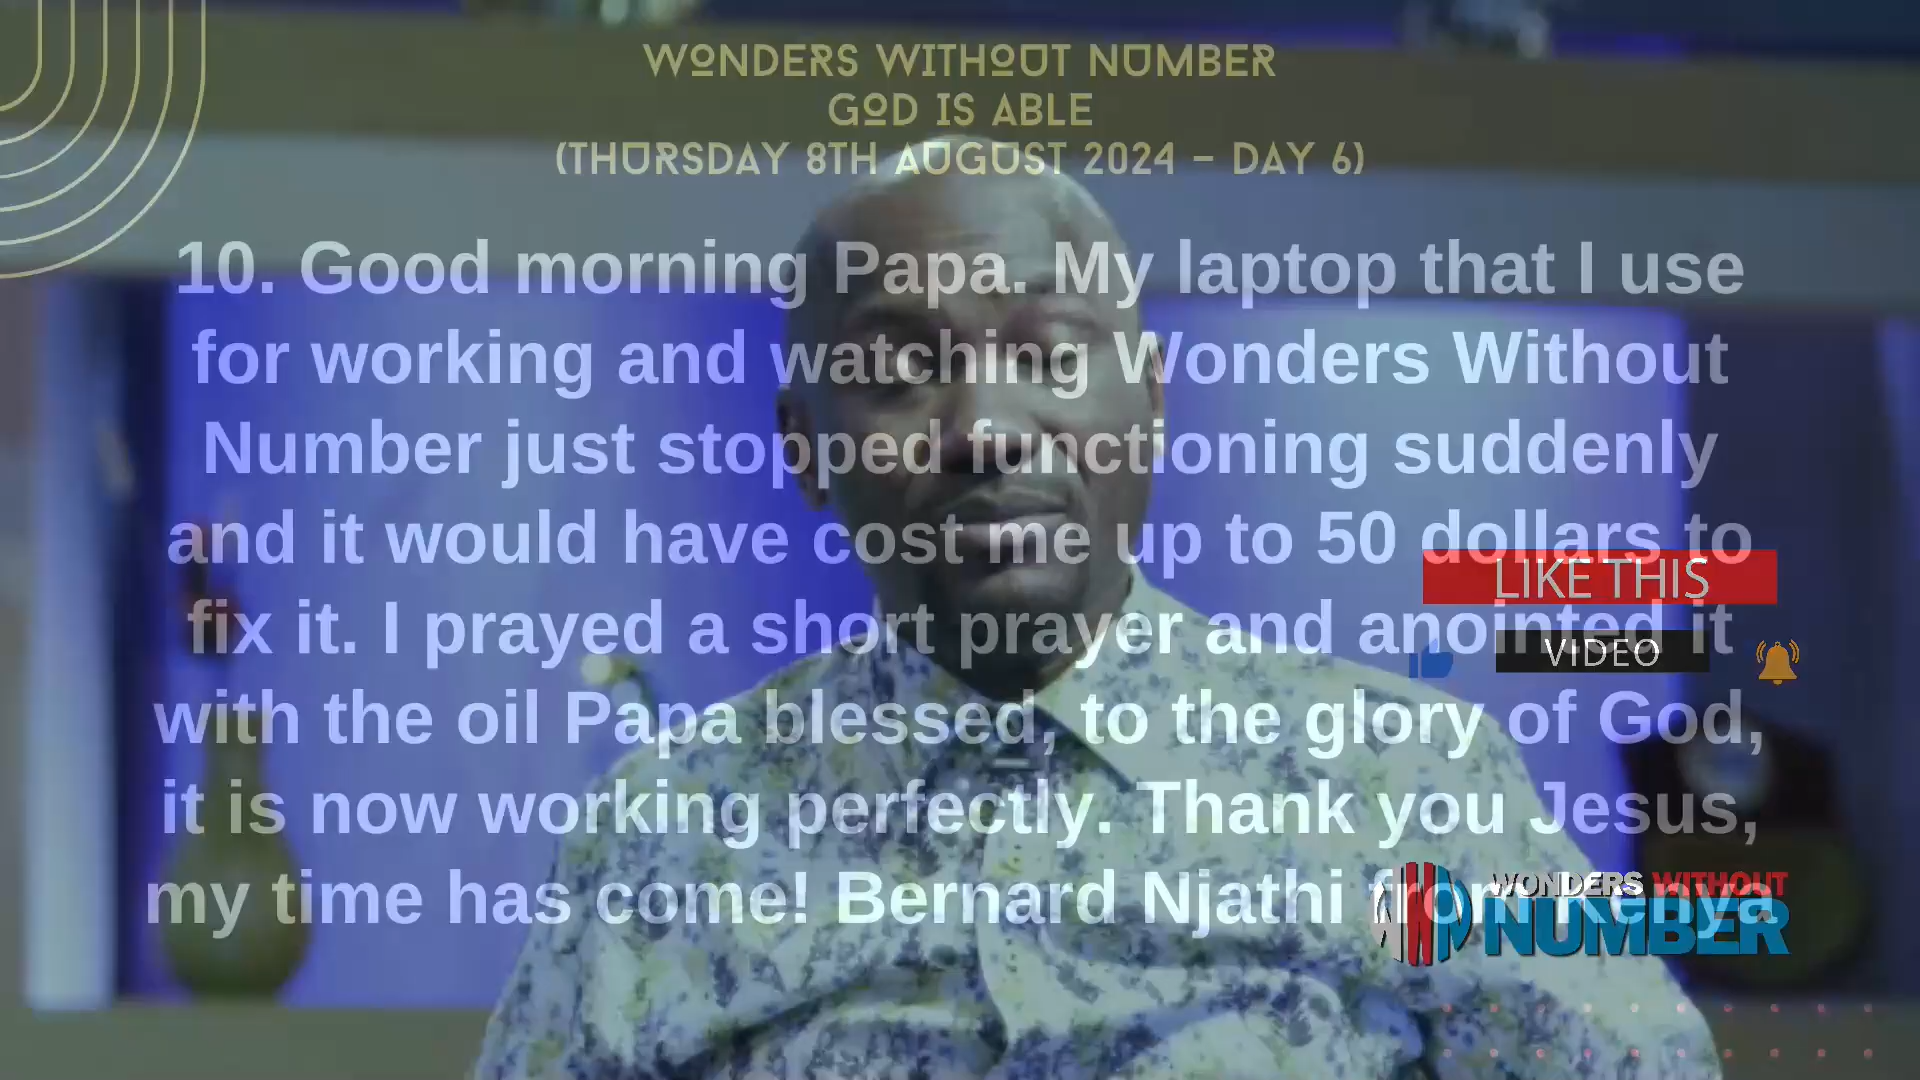 WONDERS WITHOUT NUMBER
GOD IS ABLE
(THURSDAY 8TH AUGUST 2024 – DAY 6)
10. Good morning Papa. My laptop that I use
for working and watching Wonders Without
Number just stopped functioning suddenly
and it would have cost me up to 50 dollars to
fix it. I prayed a short prayer and anointed it
with the oil Papa blessed, to the glory of God,
it is now working perfectly. Thank you Jesus,
my time has come! Bernard Njathi from Kenya
LIKE THIS
VIDEO
WONDERS WITHOUT
NUMBER